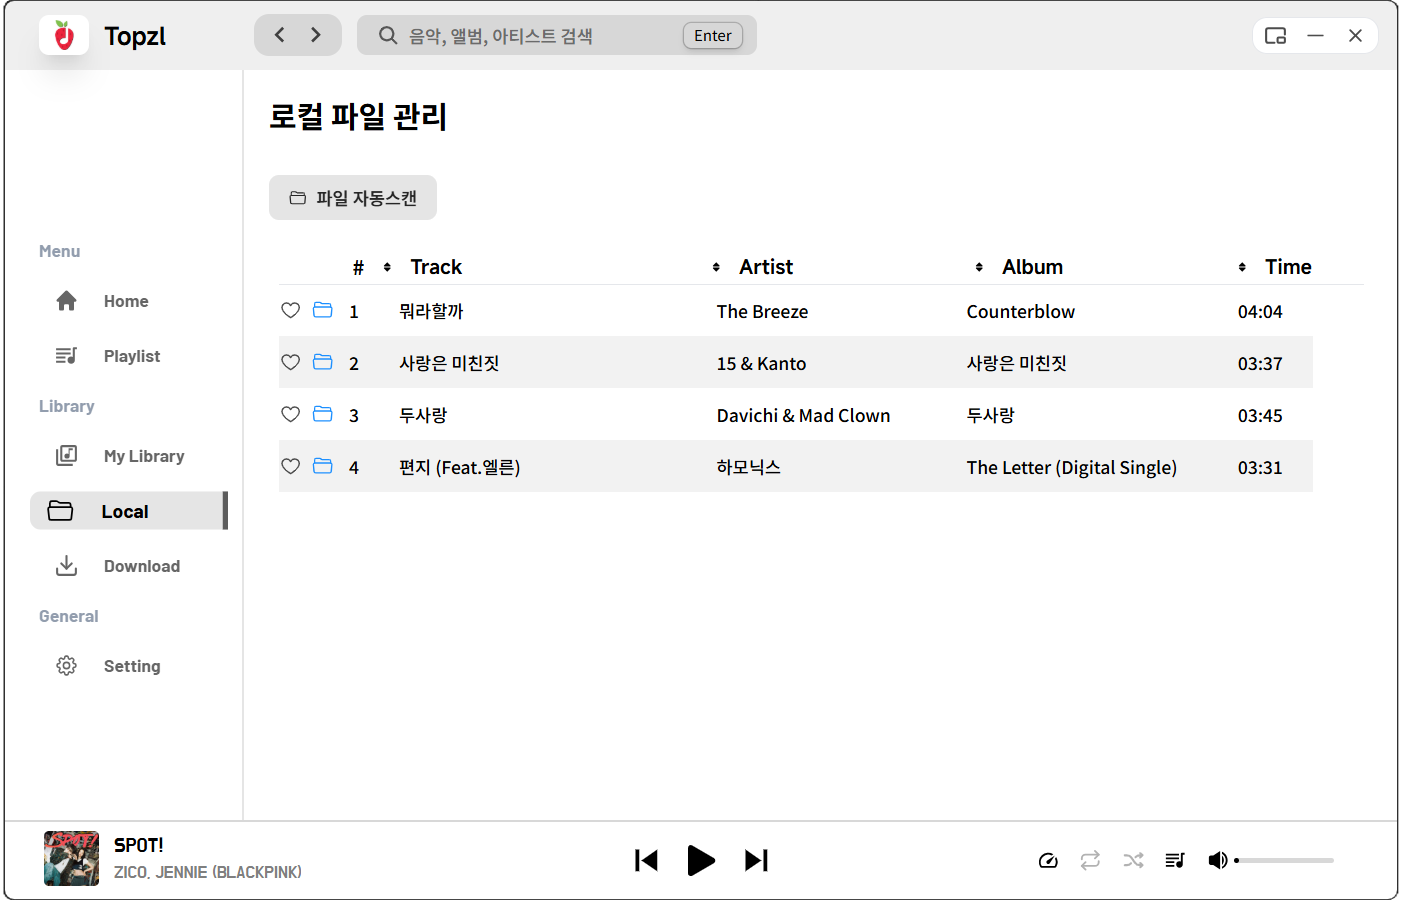 Topzl
음악, 앨범, 아티스트 검색
Enter
로컬 파일 관리
파일 자동스캔
Menu
Home
Playlist
Library
My Library
Local
Download
General
Setting
# Track Artist Album Time
1 뭐라할까 The Breeze Counterblow 04:04
2 사랑은 미친짓 15 & Kanto 사랑은 미친짓 03:37
3 두사랑 Davichi & Mad Clown 두사랑 03:45
4 편지 (Feat.엘른) 하모닉스 The Letter (Digital Single) 03:31
SPOT!
SPOT!
ZICO, JENNIE (BLACKPINK)